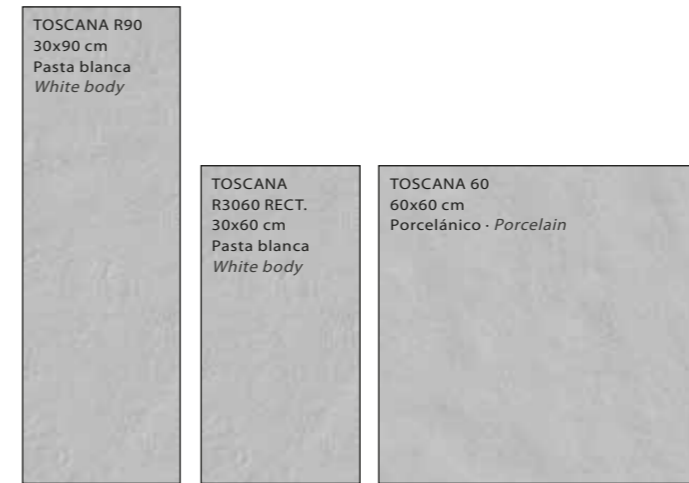 TOSCANA R90
30x90 cm
Pasta blanca
White body
TOSCANA
R3060 RECT.
30x60 cm
Pasta blanca
White body
TOSCANA 60
60x60 cm
Porcelánico · Porcelain